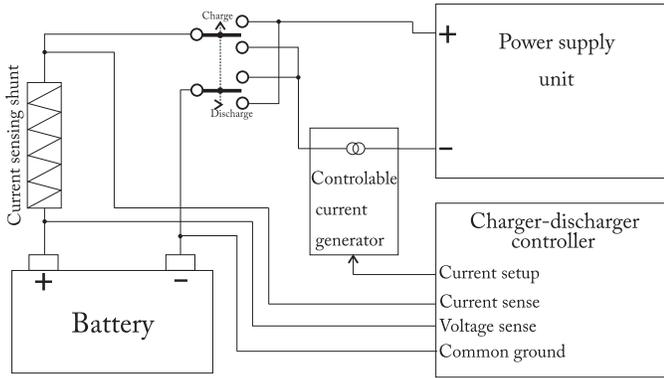 Charge
Discharge
Current sensing shunt
+
Power supply
unit
−
Controlable
current
generator
Charger-discharger
controller
Current setup
Current sense
Voltage sense
Common ground
+
−
Battery